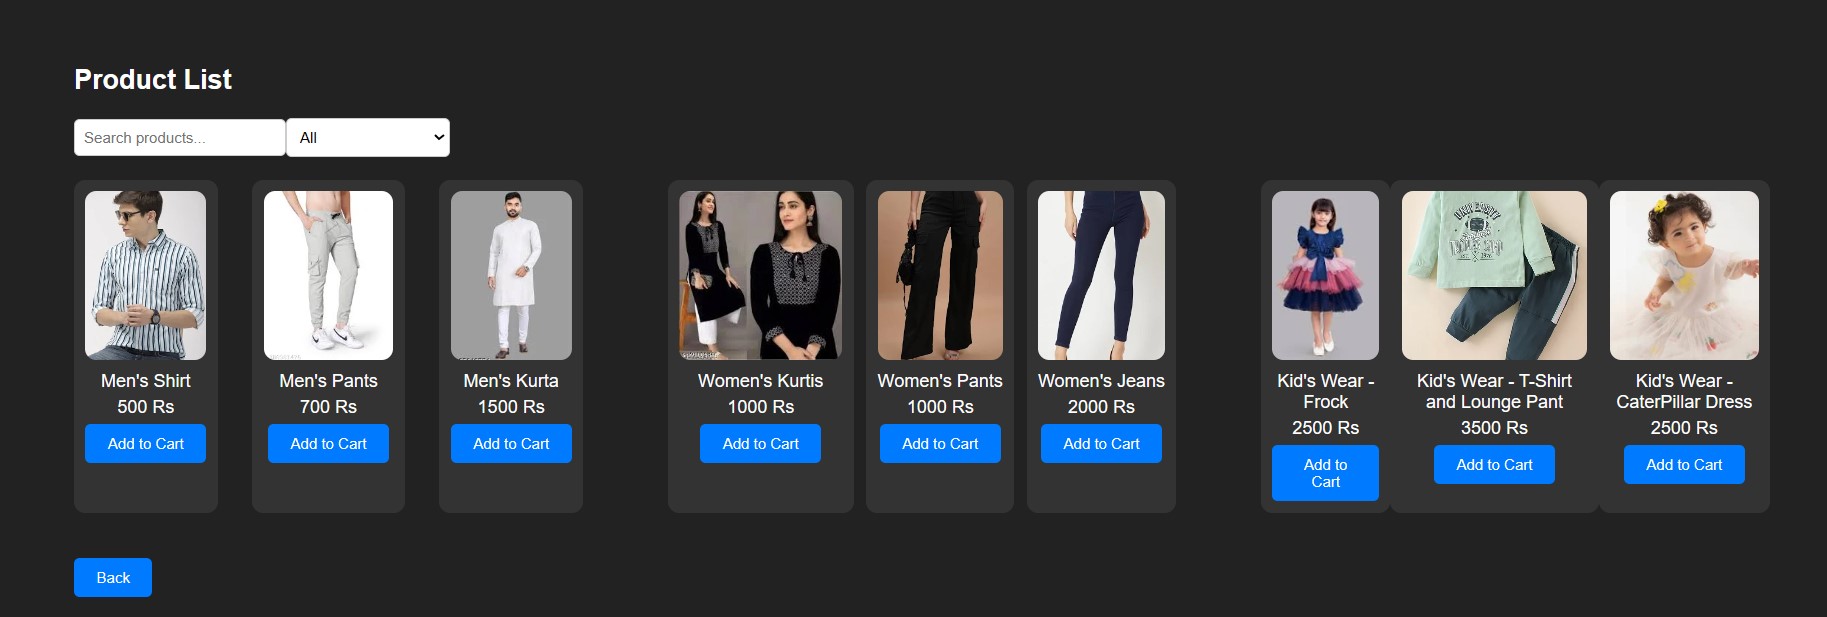 Product List
Search products...
All
Men's Shirt
500 Rs
Add to Cart
Men's Pants
700 Rs
Add to Cart
Men's Kurta
1500 Rs
Add to Cart
Women's Kurtis
1000 Rs
Add to Cart
Women's Pants
1000 Rs
Add to Cart
Women's Jeans
2000 Rs
Add to Cart
Kid's Wear -
Frock
2500 Rs
Add to
Cart
Kid's Wear - T-Shirt
and Lounge Pant
3500 Rs
Add to Cart
Kid's Wear -
CaterPillar Dress
2500 Rs
Add to Cart
Back